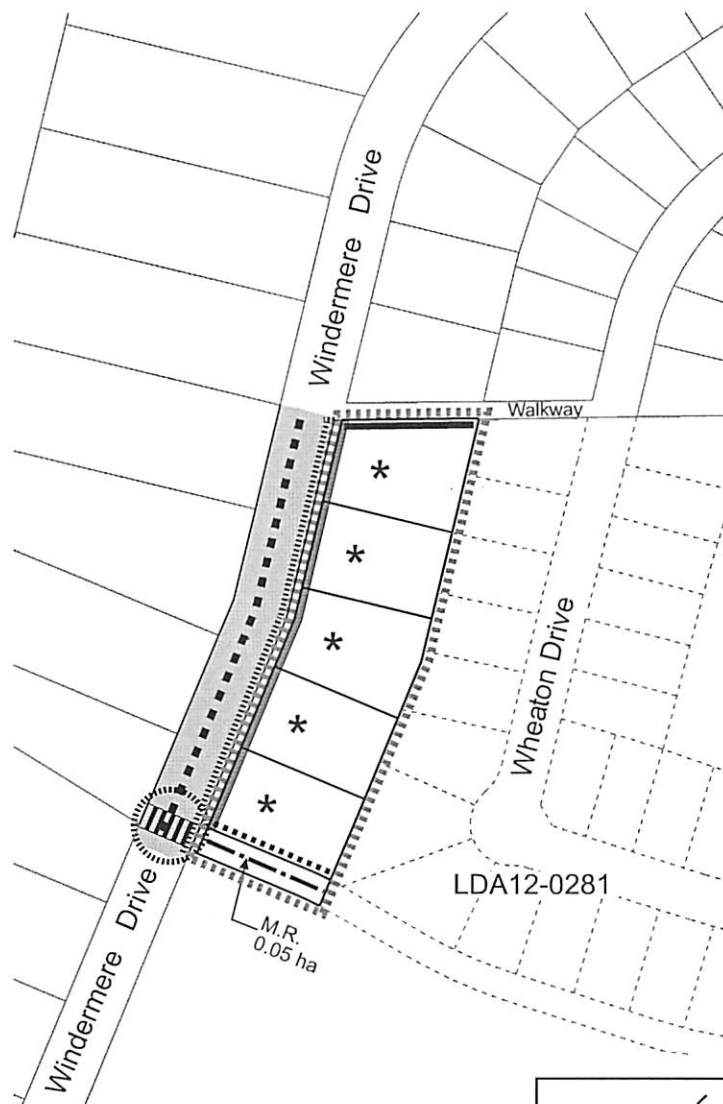 Windermere Drive
Walkway
*
*
*
*
*
Wheaton Drive
LDA12-0281
M.R.
0.05 ha
Windermere Drive